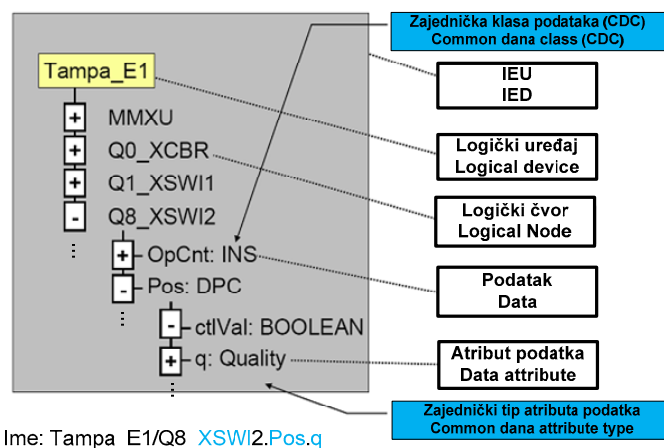 Zajednička klasa podataka (CDC)
Common dana class (CDC)
Tampa_E1
IEU
IED
MMXU
Q0_XCBR
Logički uređaj
Logical device
Q1_XSWI1
Q8_XSWI2
Logički čvor
Logical Node
OpCnt: INS
Pos: DPC
Podatak
Data
ctlVal: BOOLEAN
q: Quality
Atribut podatka
Data attribute
Zajednički tip atributa podatka
Common dana attribute type
Ime: Tampa_E1/Q8_XSWI2.Pos.q